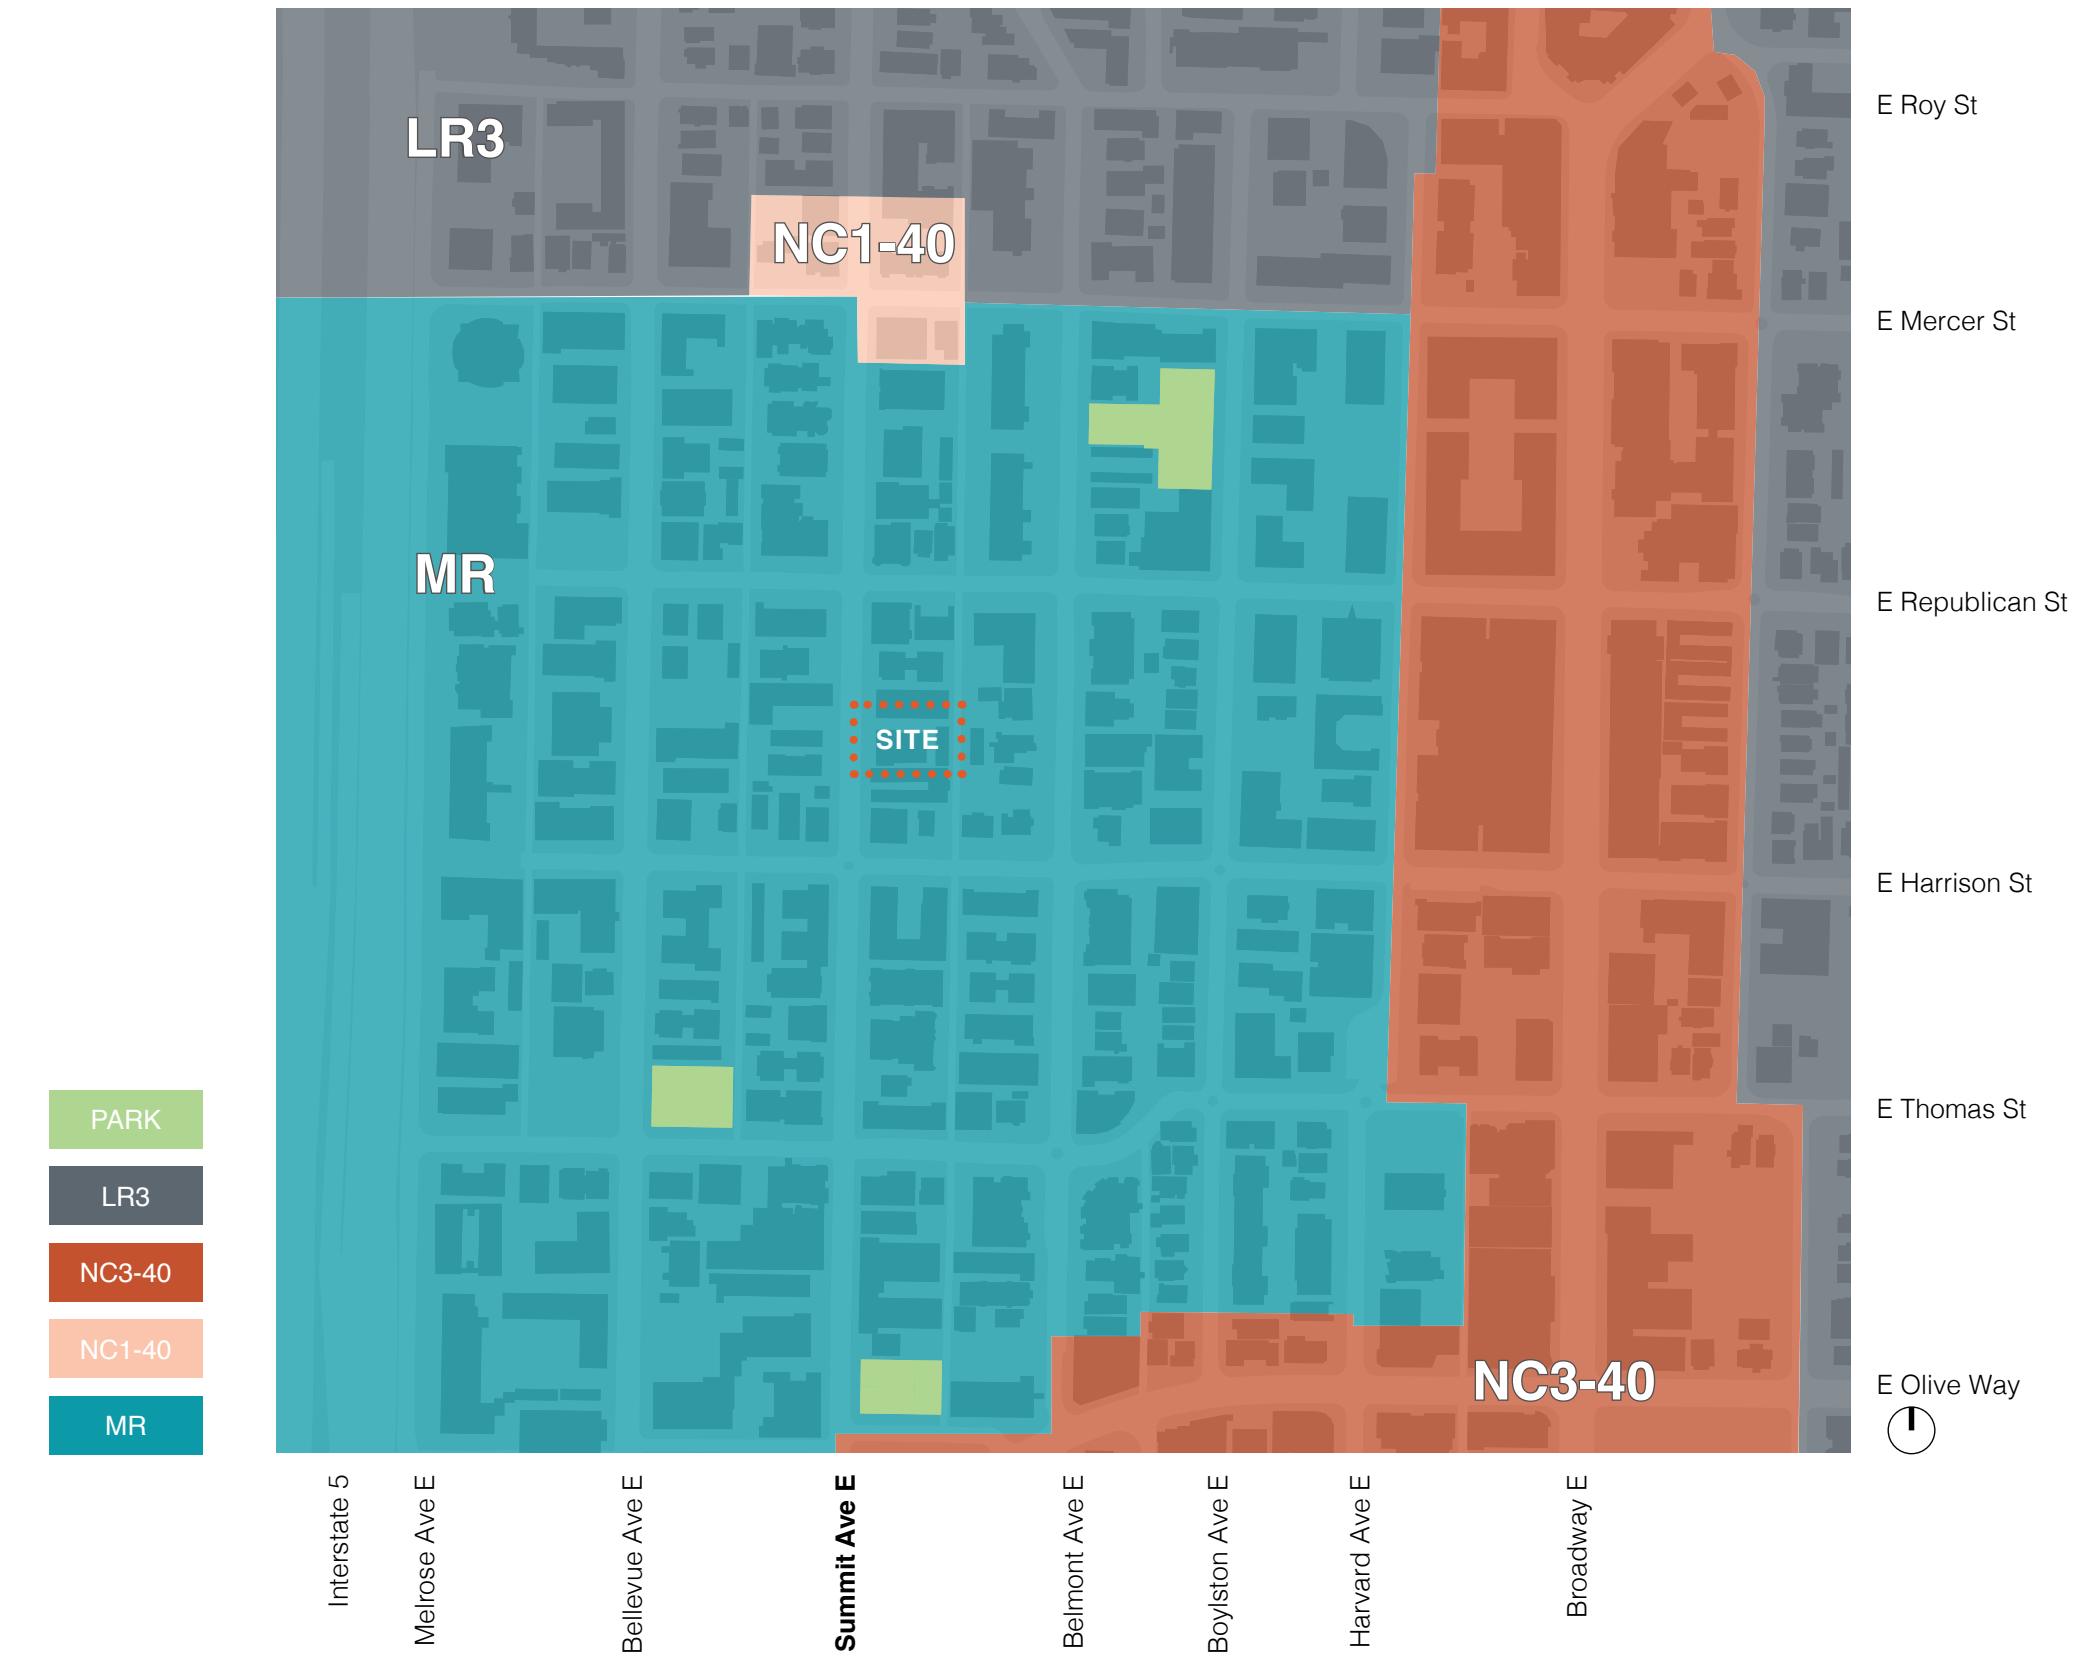 LR3
NC1-40
MR
SITE
NC3-40
E Roy St
E Mercer St
E Republican St
E Harrison St
E Thomas St
E Olive Way
PARK
LR3
NC3-40
NC1-40
MR
Interstate 5
Melrose Ave E
Bellevue Ave E
Summit Ave E
Belmont Ave E
Boylston Ave E
Harvard Ave E
Broadway E